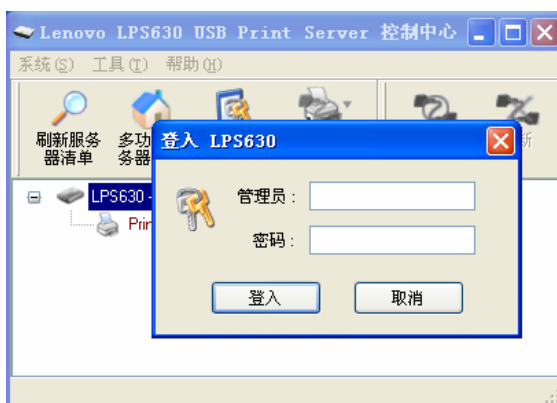 Lenovo LPS630 USB Print Server 控制中心
系统(S) 工具(T) 帮助(H)
刷新服务器清单
多功
务器
登入 LPS630
LPS630 -
管理员：
密码：
登入
取消